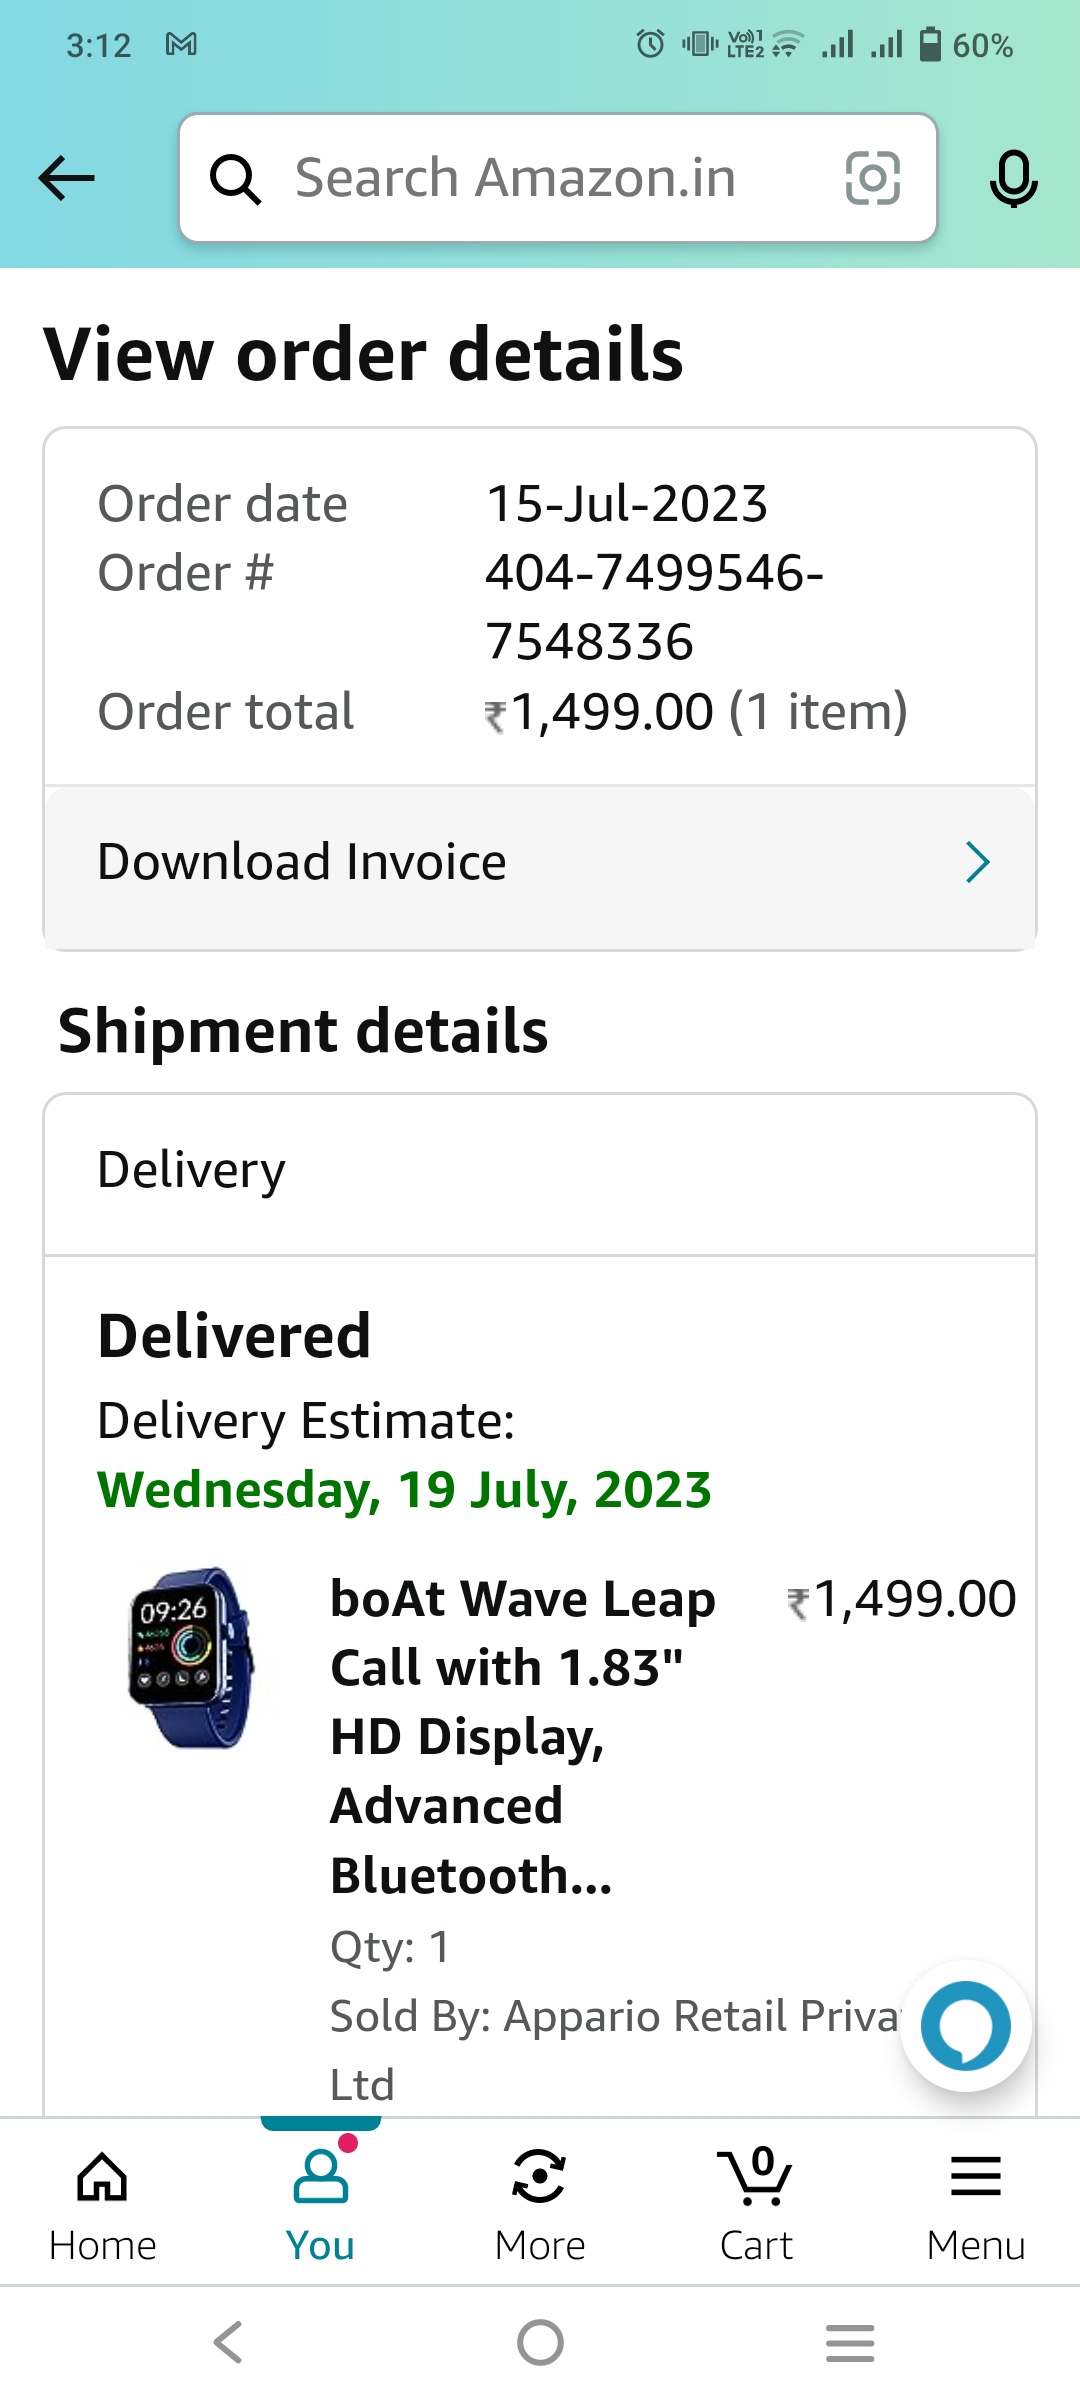 3:12 Vo)) 1 LTE2 60%
Search Amazon.in
View order details
Order date 15-Jul-2023
Order # 404-7499546-
7548336
Order total ₹1,499.00 (1 item)
Download Invoice
Shipment details
Delivery
Delivered
Delivery Estimate:
Wednesday, 19 July, 2023
09:26
boAt Wave Leap ₹1,499.00
Call with 1.83"
HD Display,
Advanced
Bluetooth...
Qty: 1
Sold By: Appario Retail Priva
Ltd
0
Home You More Cart Menu